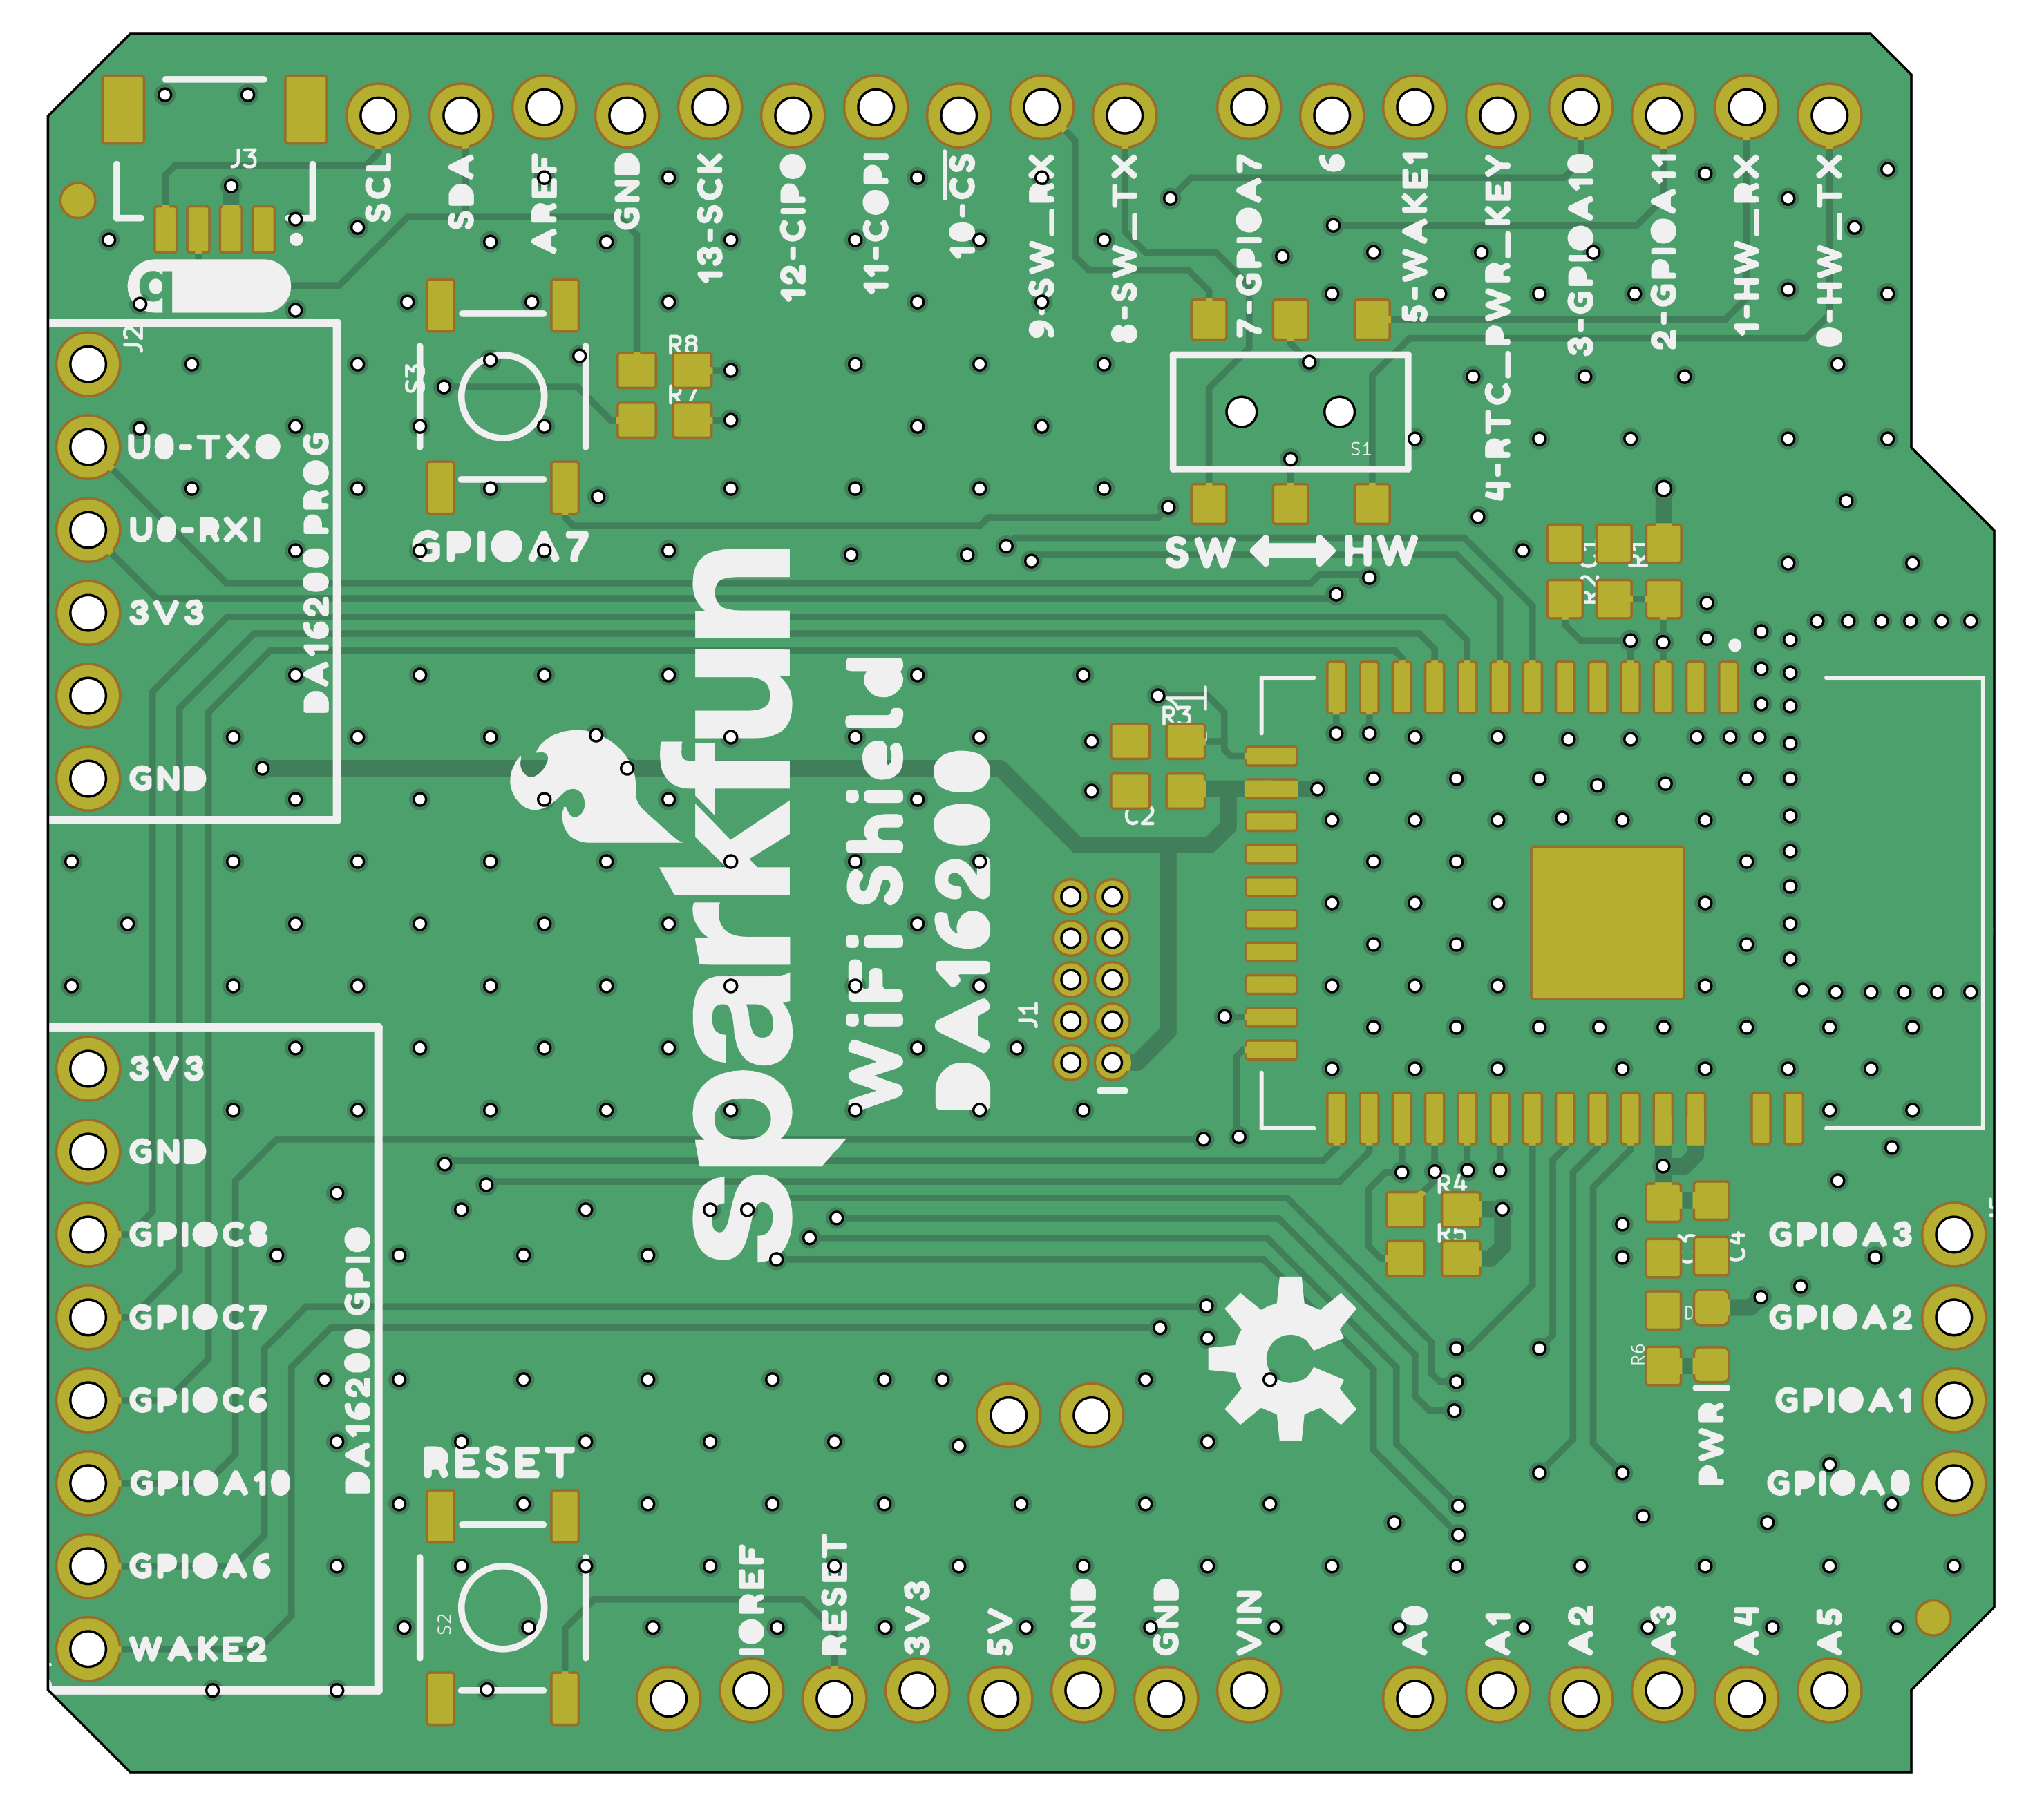 J3
SCL
SDA
AREF
GND
13-SCK
12-CIPO
11-COPI
10-CS
9-SW_RX
8-SW_TX
7-GPIOA7
6
5-WAKE1
4-RTC_PWR_KEY
3-GPIOA10
2-GPIOA11
1-HW_RX
0-HW_TX
J2
U0-TXO
U0-RXI
3V3
GND
DA16200 PROG
S3
GPIOA7
R8
R7
S1
SW
HW
R2
C1
R1
sparkfun
WiFi Shield
DA16200
R3
C2
J1
3V3
GND
GPIOC8
GPIOC7
GPIOC6
GPIOA10
GPIOA6
WAKE2
DA16200 GPIO
R4
R5
C3
C4
D
R6
PWR
GPIOA3
GPIOA2
GPIOA1
GPIOA0
RESET
S2
IOREF
RESET
3V3
5V
GND
GND
VIN
A0
A1
A2
A3
A4
A5